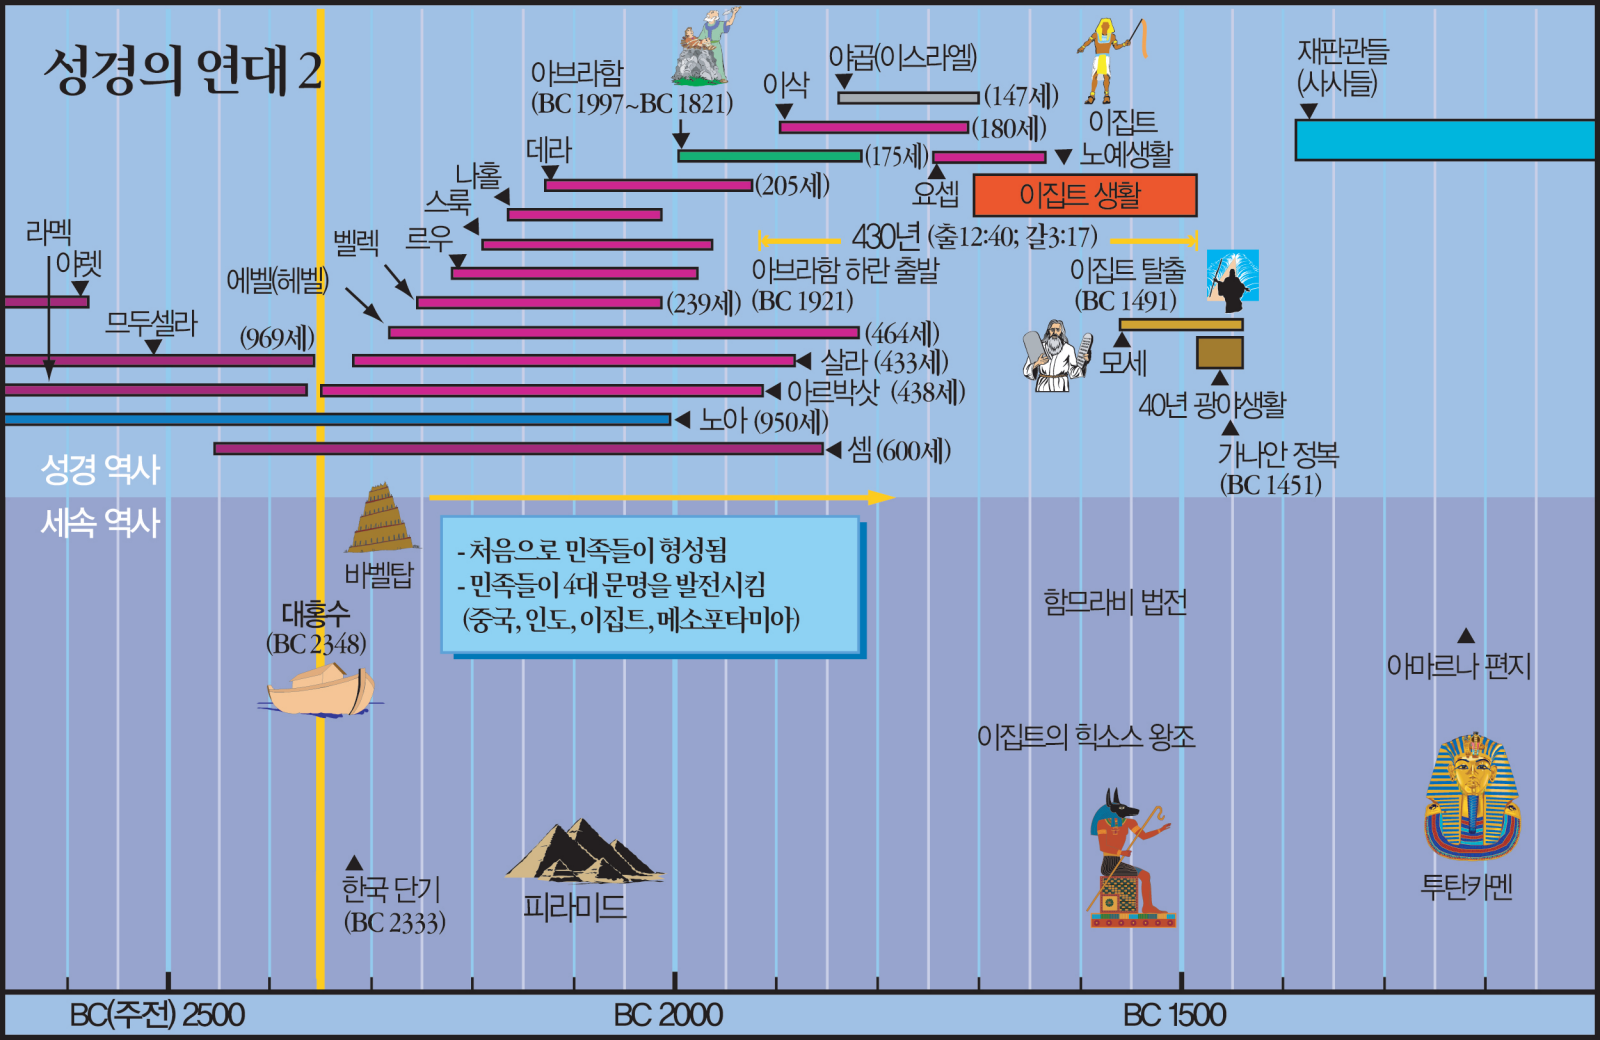 성경의 연대 2
아브라함
(BC 1997~BC 1821)
야곱(이스라엘)
(147세)
이삭
(180세)
이집트
노예생활
재판관들
(사사들)
데라
(175세)
요셉
이집트 생활
나홀
(205세)
스룩
르우
벨렉
에벨(헤벨)
라멕
야렛
므두셀라
(969세)
430년 (출12:40; 갈3:17)
아브라함 하란 출발
(BC 1921)
이집트 탈출
(BC 1491)
(239세)
(464세)
살라 (433세)
아르박삿 (438세)
노아 (950세)
셈 (600세)
모세
40년 광야생활
가나안 정복
(BC 1451)
성경 역사
세속 역사
바벨탑
- 처음으로 민족들이 형성됨
- 민족들이 4대 문명을 발전시킴
(중국, 인도, 이집트, 메소포타미아)
대홍수
(BC 2348)
함므라비 법전
아마르나 편지
이집트의 힉소스 왕조
한국 단기
(BC 2333)
피라미드
투탄카멘
BC(주전) 2500
BC 2000
BC 1500